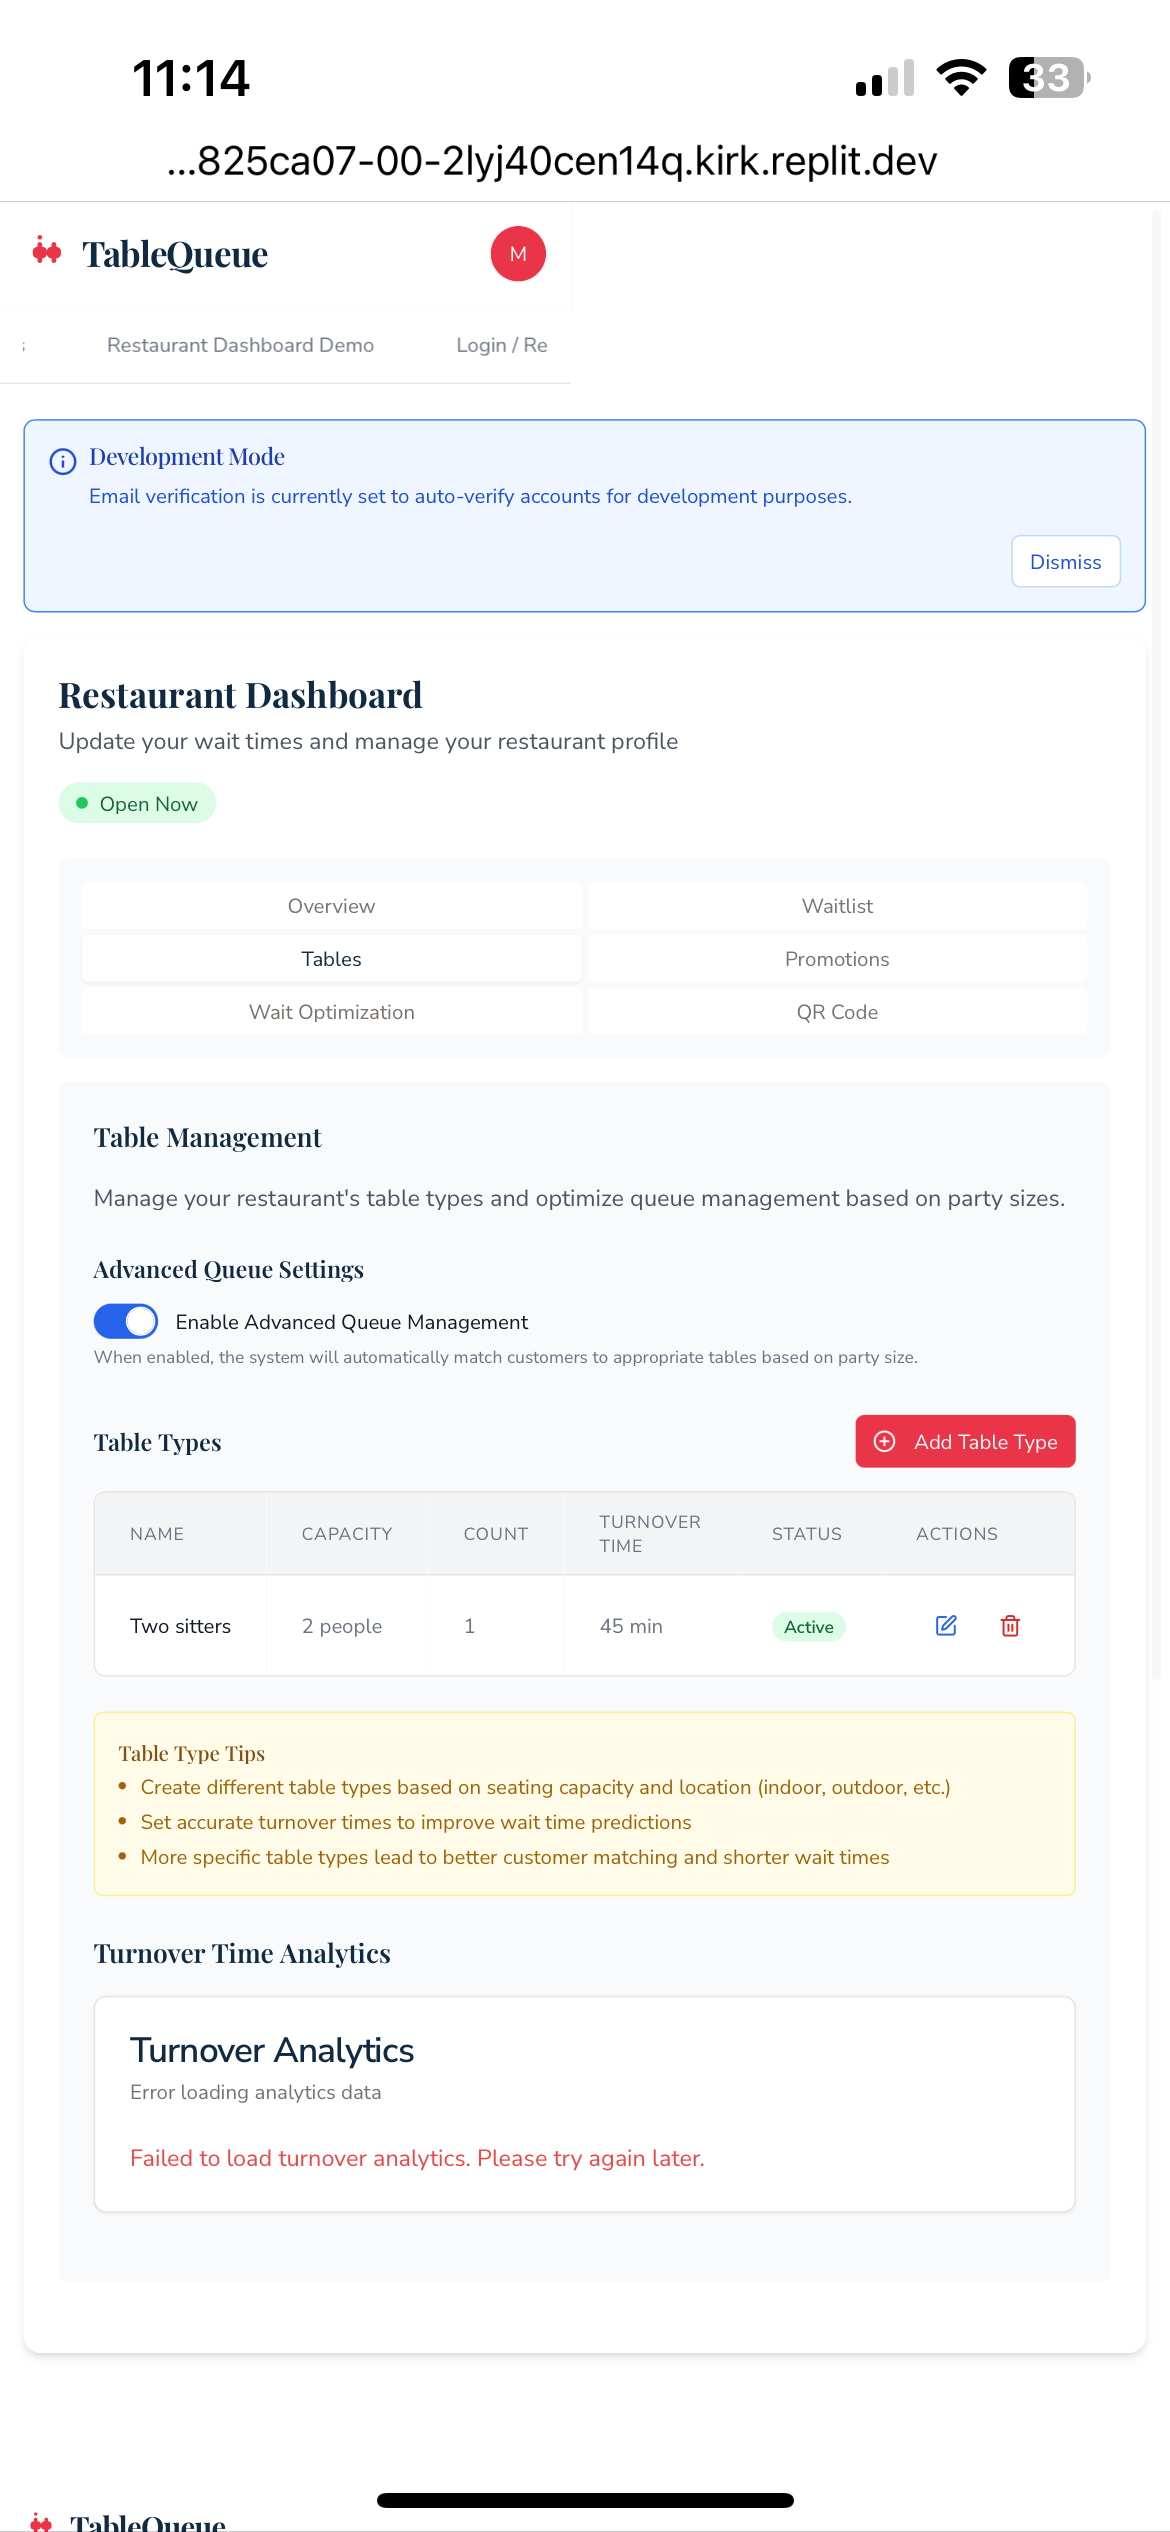 11:14
33
...825ca07-00-2lyj40cen14q.kirk.replit.dev
TableQueue
M
Restaurant Dashboard Demo
Login / Re
Development Mode
Email verification is currently set to auto-verify accounts for development purposes.
Dismiss
Restaurant Dashboard
Update your wait times and manage your restaurant profile
Open Now
Overview
Waitlist
Tables
Promotions
Wait Optimization
QR Code
Table Management
Manage your restaurant's table types and optimize queue management based on party sizes.
Advanced Queue Settings
Enable Advanced Queue Management
When enabled, the system will automatically match customers to appropriate tables based on party size.
Table Types
Add Table Type
NAME
CAPACITY
COUNT
TURNOVER
TIME
STATUS
ACTIONS
Two sitters
2 people
1
45 min
Active
Table Type Tips
• Create different table types based on seating capacity and location (indoor, outdoor, etc.)
• Set accurate turnover times to improve wait time predictions
• More specific table types lead to better customer matching and shorter wait times
Turnover Time Analytics
Turnover Analytics
Error loading analytics data
Failed to load turnover analytics. Please try again later.
TableQueue